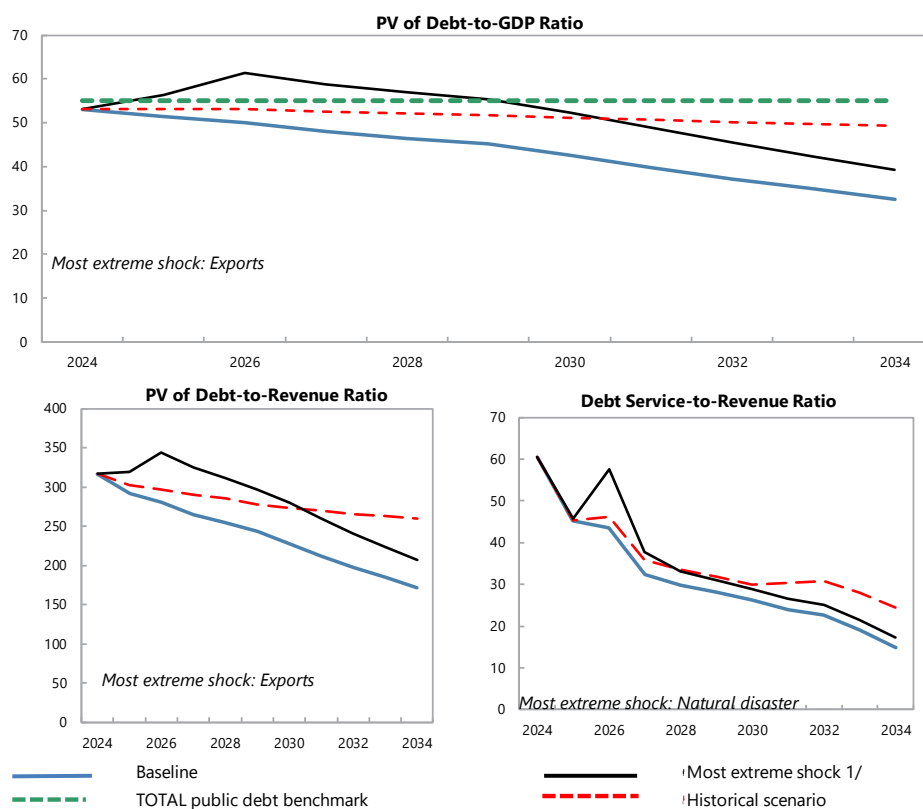 PV of Debt-to-GDP Ratio
70
60
50
40
30
20
10
0
Most extreme shock: Exports
2024 2026 2028 2030 2032 2034
PV of Debt-to-Revenue Ratio
400
350
300
250
200
150
100
50
0
Most extreme shock: Exports
2024 2026 2028 2030 2032 2034
Debt Service-to-Revenue Ratio
70
60
50
40
30
20
10
0
Most extreme shock: Natural disaster
2024 2026 2028 2030 2032 2034
Baseline
Most extreme shock 1/
TOTAL public debt benchmark
Historical scenario